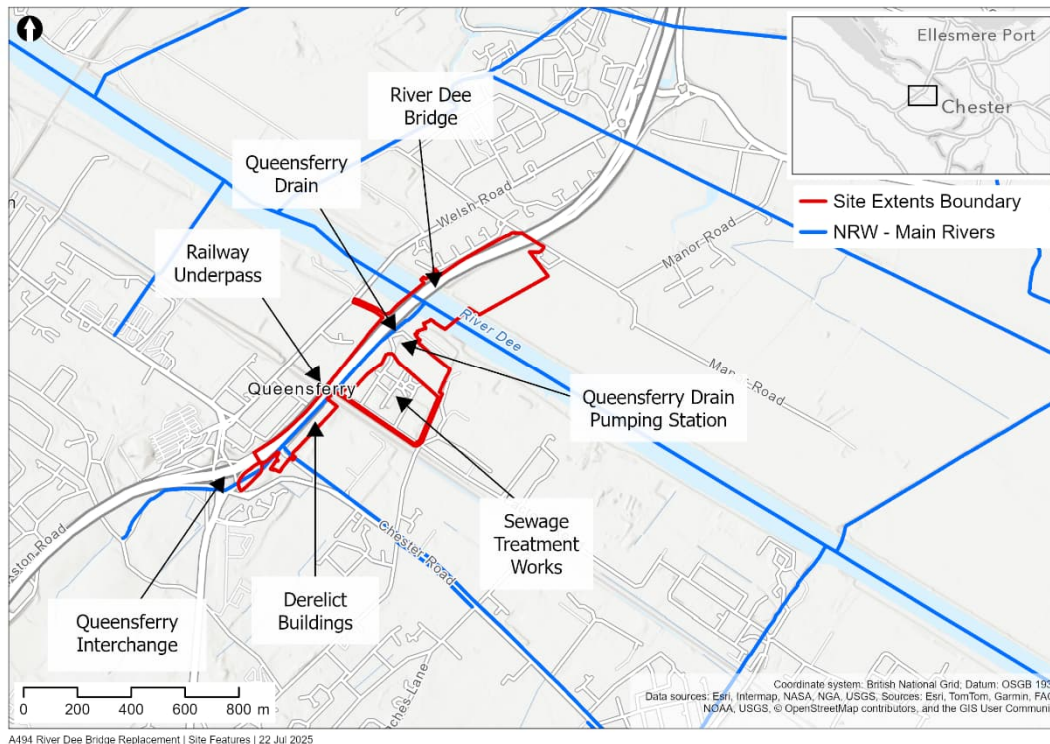 Ellesmere Port
Chester
Site Extents Boundary
NRW - Main Rivers
River Dee
Bridge
Queensferry
Drain
Railway
Underpass
Welsh Road
Manor Road
River Dee
Manor Road
Queensferry
Queensferry Drain
Pumping Station
Sewage
Treatment
Works
Chester Road
Derelict
Buildings
Queensferry
Interchange
0 200 400 600 800 m
Coordinate system: British National Grid; Datum: OSGB 193
Data sources: Esri, Intermap, NASA, NGA, USGS, Sources: Esri, TomTom, Garmin, FAO
NOAA, USGS, © OpenStreetMap contributors, and the GIS User Communi
A494 River Dee Bridge Replacement | Site Features | 22 Jul 2025